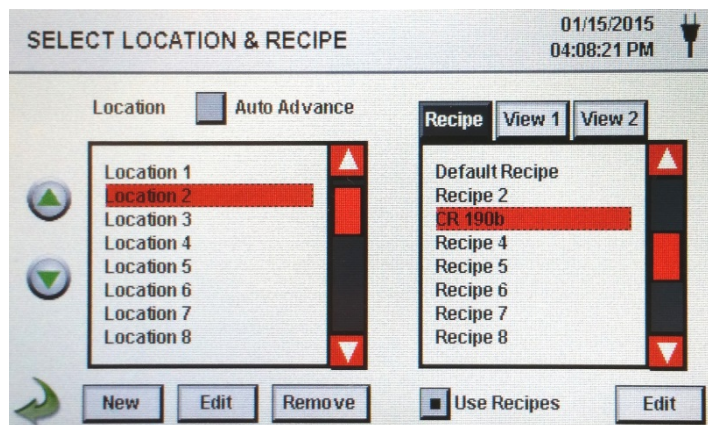 SELECT LOCATION & RECIPE
01/15/2015
04:08:21 PM
Location
Auto Advance
Location 1
Location 2
Location 3
Location 4
Location 5
Location 6
Location 7
Location 8
New
Edit
Remove
Recipe
View 1
View 2
Default Recipe
Recipe 2
CR 190b
Recipe 4
Recipe 5
Recipe 6
Recipe 7
Recipe 8
Use Recipes
Edit